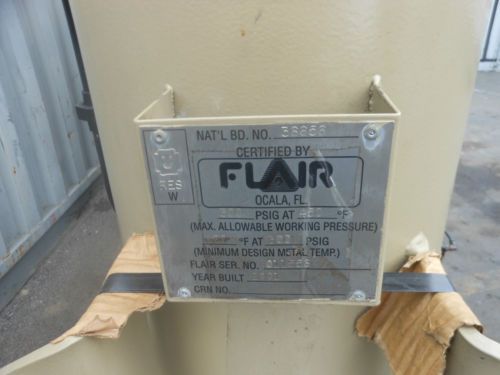 NAT'L BD. NO.
CERTIFIED BY
U
RES
W
FLAIR
OCALA, FL.
PSIG AT °F
(MAX. ALLOWABLE WORKING PRESSURE)
°F AT PSIG
(MINIMUM DESIGN METAL TEMP.)
FLAIR SER. NO.
YEAR BUILT
CRN NO.